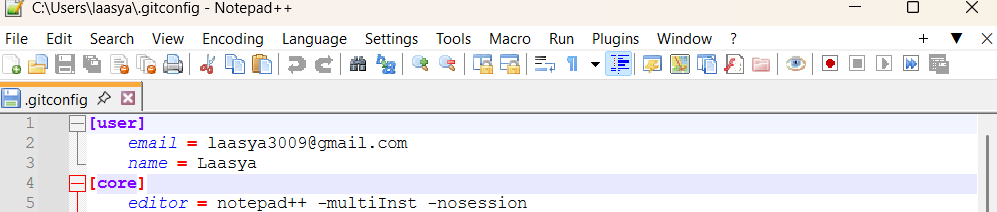 C:\Users\laasya\.gitconfig - Notepad++
File Edit Search View Encoding Language Settings Tools Macro Run Plugins Window ?
.gitconfig
1 [user]
2 email = laasya3009@gmail.com
3 name = Laasya
4 [core]
5 editor = notepad++ -multiInst -nosession